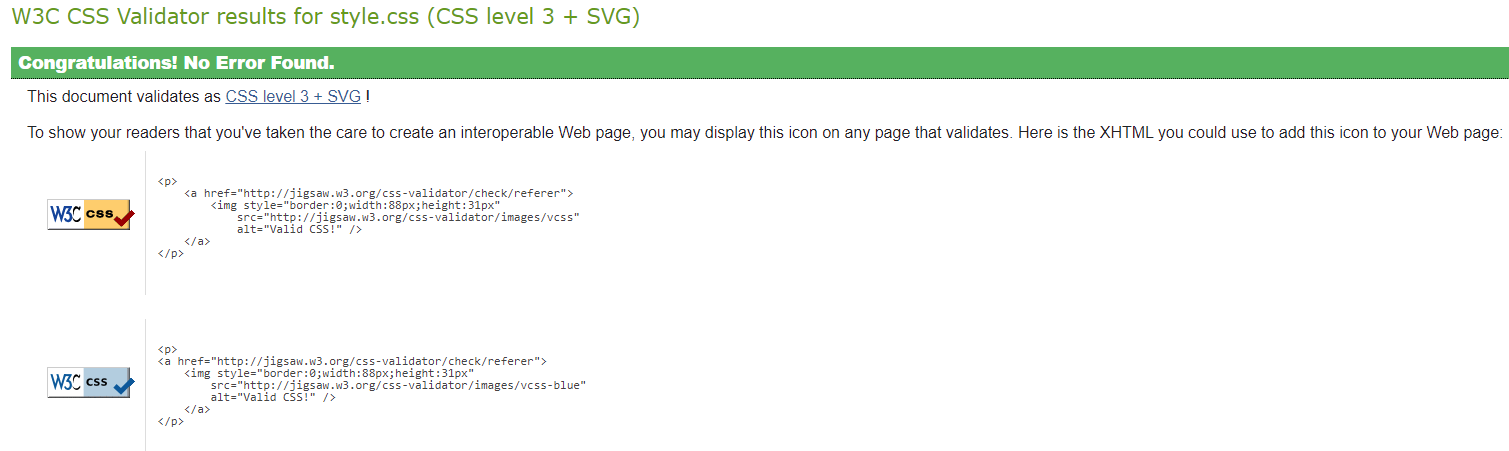 W3C CSS Validator results for style.css (CSS level 3 + SVG)
Congratulations! No Error Found.
This document validates as CSS level 3 + SVG !
To show your readers that you've taken the care to create an interoperable Web page, you may display this icon on any page that validates. Here is the XHTML you could use to add this icon to your Web page:
W3C css
<p>
    <a href="http://jigsaw.w3.org/css-validator/check/referer">
        <img style="border:0;width:88px;height:31px"
            src="http://jigsaw.w3.org/css-validator/images/vcss"
            alt="Valid CSS!" />
    </a>
</p>
W3C css
<p>
<a href="http://jigsaw.w3.org/css-validator/check/referer">
    <img style="border:0;width:88px;height:31px"
        src="http://jigsaw.w3.org/css-validator/images/vcss-blue"
        alt="Valid CSS!" />
    </a>
</p>